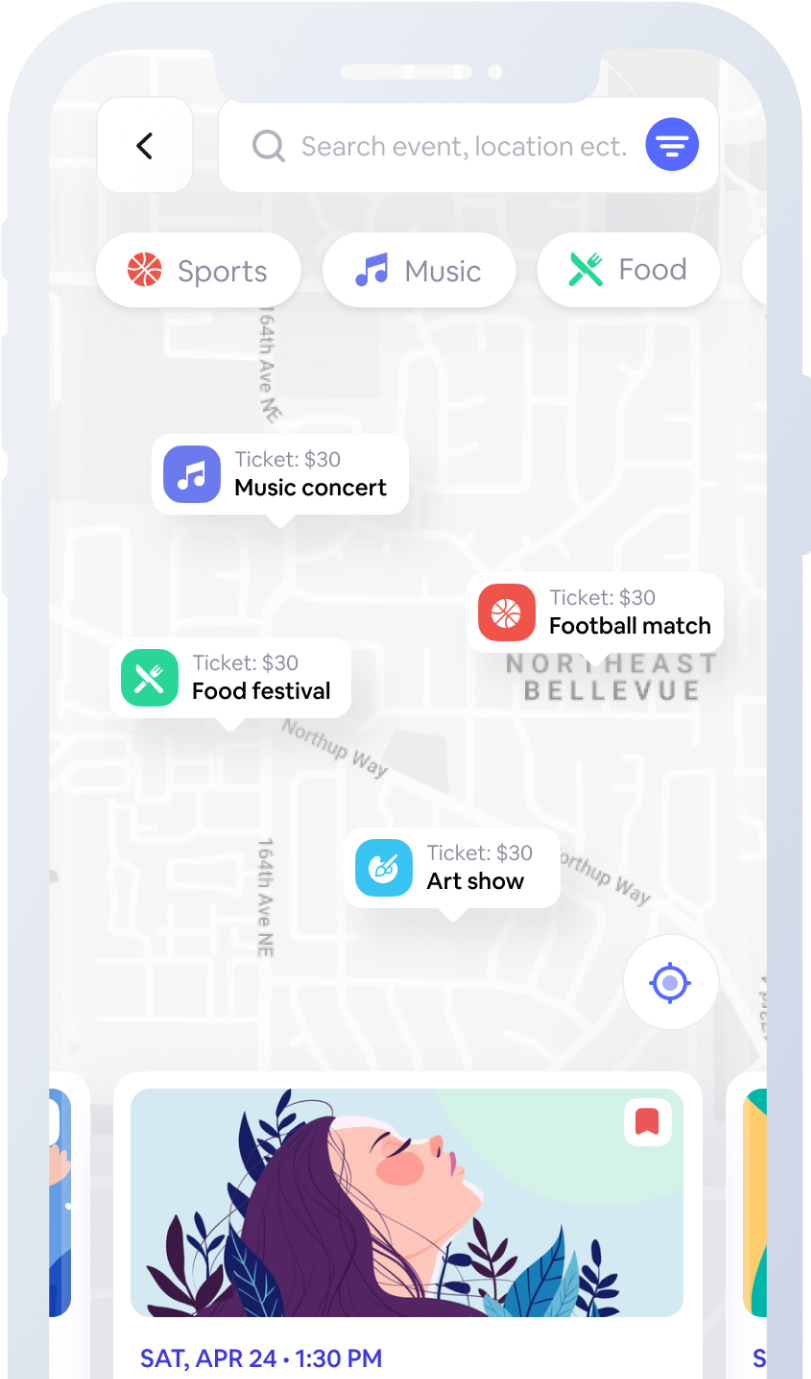 Search event, location ect.
Sports
Music
Food
164th Ave NE
Ticket: $30
Music concert
Ticket: $30
Football match
NORTHEAST
BELLEVUE
Ticket: $30
Food festival
Northup Way
Ticket: $30
Art show
orthup Way
164th Ave NE
SAT, APR 24 • 1:30 PM
S